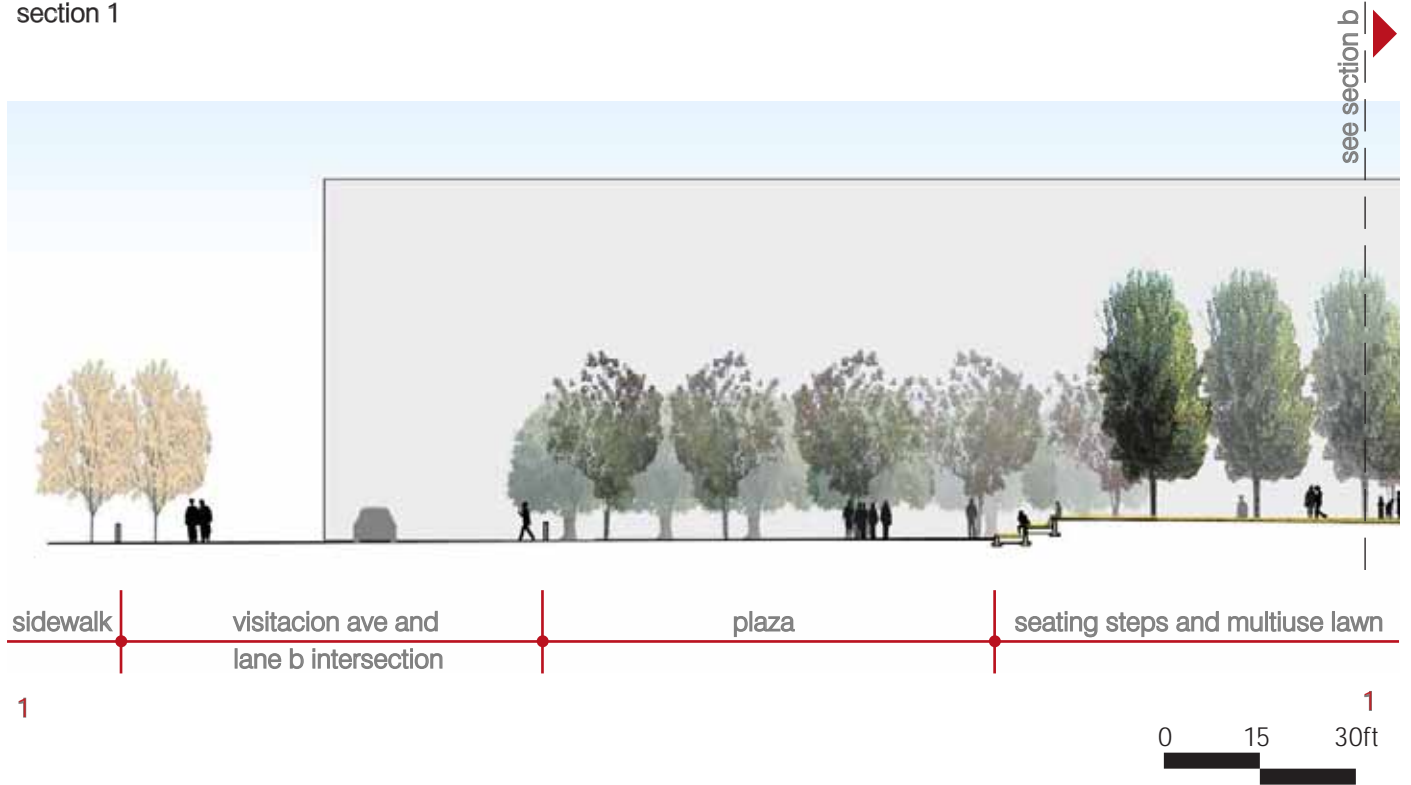 section 1
see section b
sidewalk
visitacion ave and
lane b intersection
plaza
seating steps and multiuse lawn
1
1
0 15 30ft